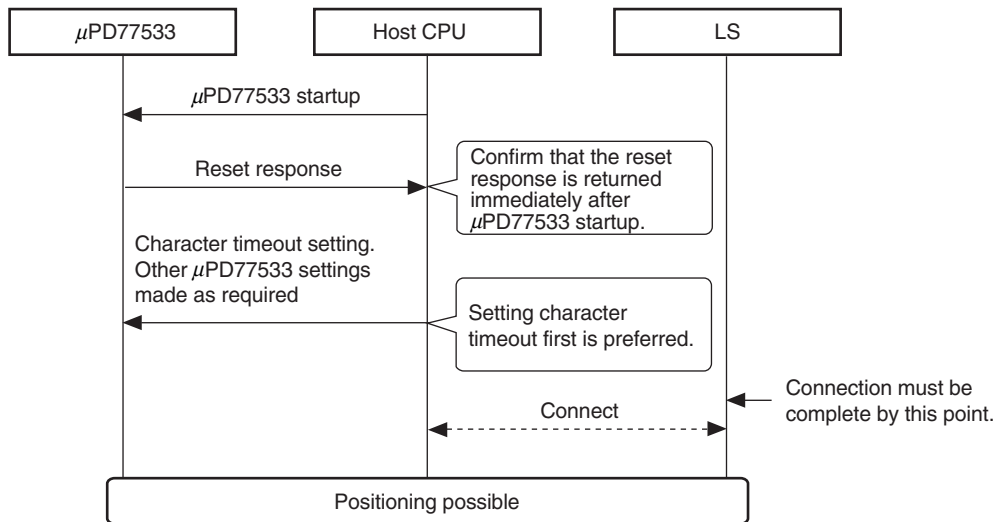 μPD77533
Host CPU
LS
μPD77533 startup
Reset response
Confirm that the reset
response is returned
immediately after
μPD77533 startup.
Character timeout setting.
Other μPD77533 settings
made as required
Setting character
timeout first is preferred.
Connection must be
complete by this point.
Connect
Positioning possible